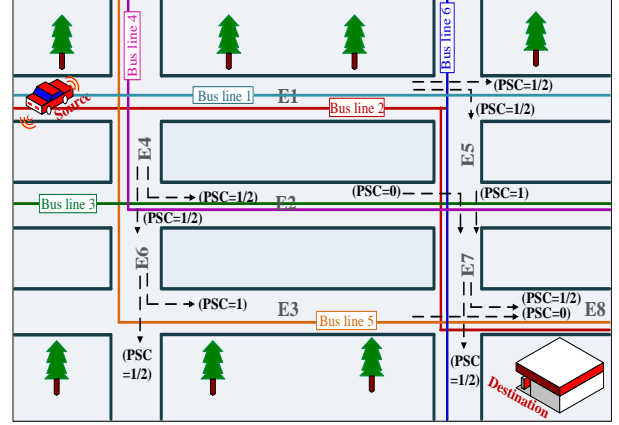 Bus line 4
Bus line 6
(PSC=1/2)
Source
Bus line 1
E1
Bus line 2
(PSC=1/2)
E4
E5
(PSC=0)
(PSC=1)
(PSC=1/2)
E2
Bus line 3
(PSC=1/2)
E6
E7
(PSC=1)
(PSC=1/2)
E3
E8
(PSC=0)
Bus line 5
(PSC
=1/2)
(PSC
=1/2)
Destination